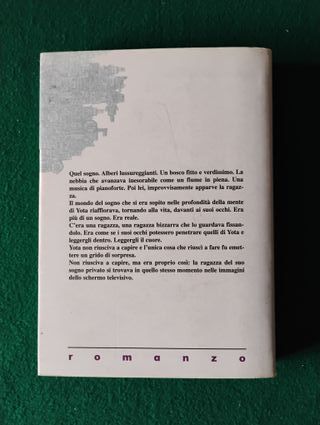 Quel sogno. Alberi lussureggianti. Un bosco fitto e verdissimo. La
nebbia che avanzava inesorabile come un fiume in piena. Una
musica di pianoforte. Poi lei, improvvisamente apparve la ragaz-
za.
Il mondo del sogno che si era sopito nelle profondità della mente
di Yota riaffiorava, tornando alla vita, davanti ai suoi occhi. Era
più di un sogno. Era reale.
C'era una ragazza, una ragazza bizzarra che lo guardava fissan-
dolo. Era come se i suoi occhi potessero penetrare quelli di Yota e
leggergli dentro. Leggergli il cuore.
Yota non riusciva a capire e l'unica cosa che riuscì a fare fu emet-
tere un grido di sorpresa.
Non riusciva a capire, ma era proprio così: la ragazza del suo
sogno privato si trovava in quello stesso momento nelle immagini
dello schermo televisivo.
romanzo